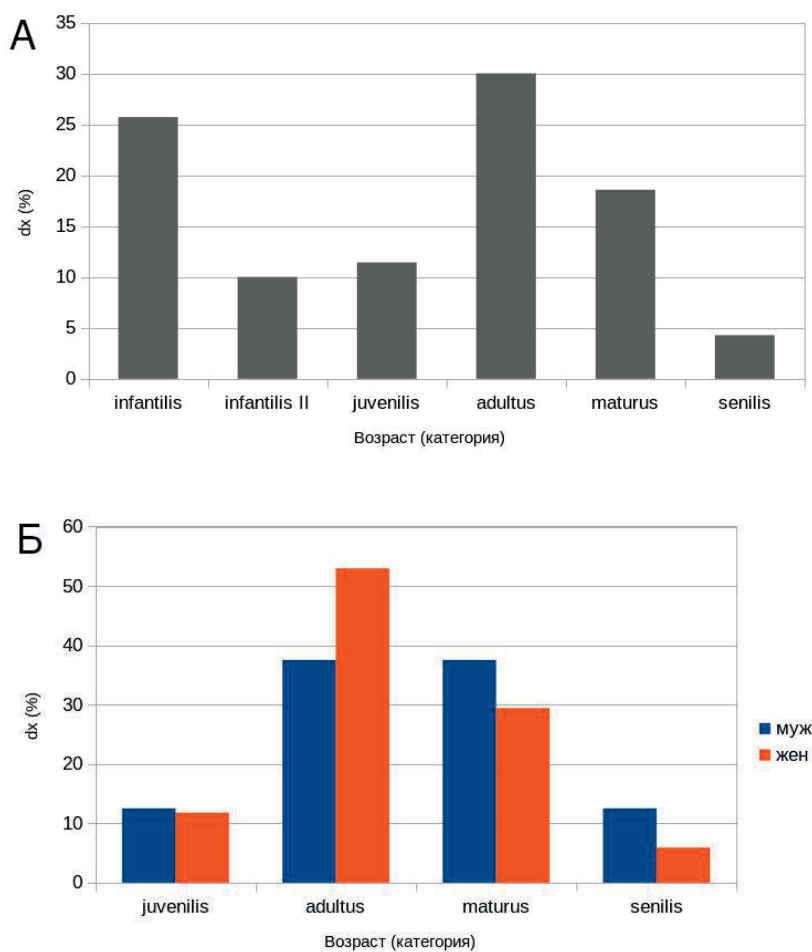 А
35
30
25
20
15
10
5
0
dx (%)
infantilis infantilis II juvenilis adultus maturus senilis
Возраст (категория)
Б
60
50
40
30
20
10
0
dx (%)
муж
жен
juvenilis adultus maturus senilis
Возраст (категория)